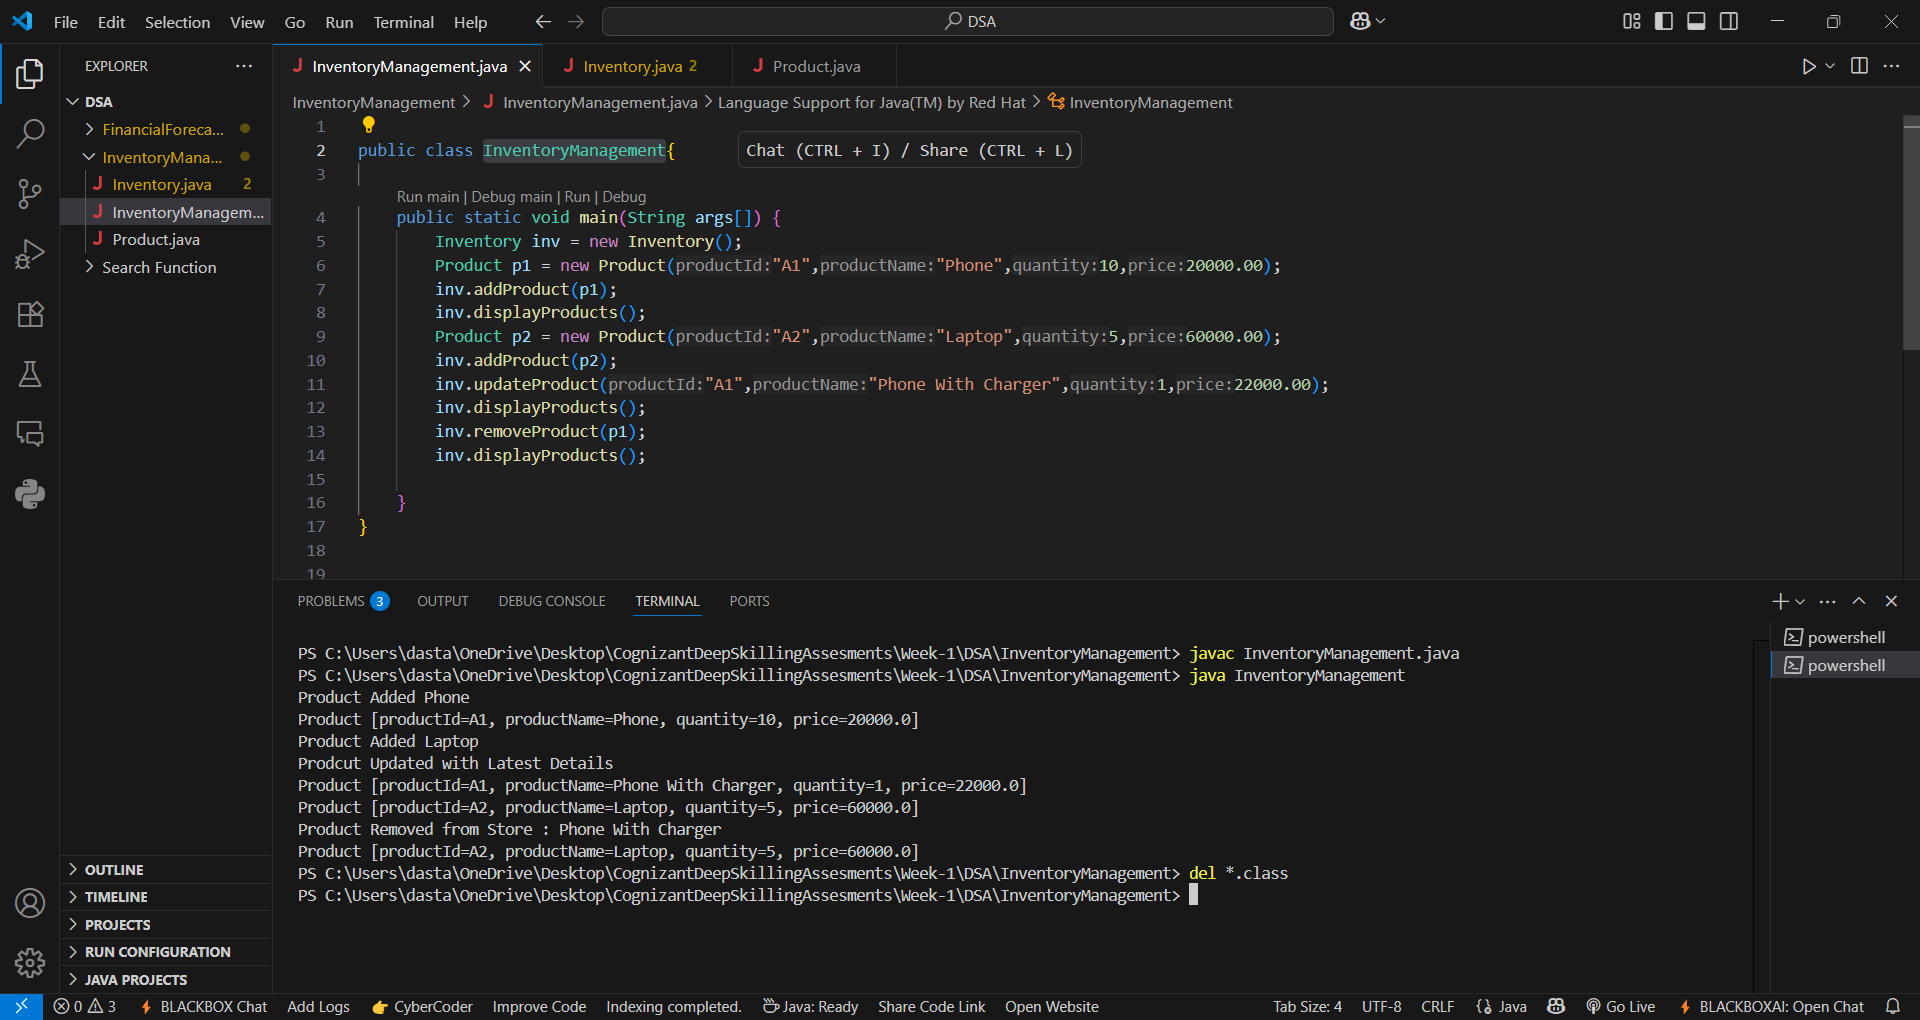 File Edit Selection View Go Run Terminal Help
DSA
EXPLORER
DSA
FinancialForeca...
InventoryMana...
Inventory.java 2
InventoryManagem...
Product.java
Search Function
OUTLINE
TIMELINE
PROJECTS
RUN CONFIGURATION
JAVA PROJECTS
InventoryManagement.java
Inventory.java 2
Product.java
InventoryManagement > InventoryManagement.java > Language Support for Java(TM) by Red Hat > InventoryManagement
1
2 public class InventoryManagement{
Chat (CTRL + I) / Share (CTRL + L)
3
Run main | Debug main | Run | Debug
4 public static void main(String args[]) {
5 Inventory inv = new Inventory();
6 Product p1 = new Product(productId:"A1",productName:"Phone",quantity:10,price:20000.00);
7 inv.addProduct(p1);
8 inv.displayProducts();
9 Product p2 = new Product(productId:"A2",productName:"Laptop",quantity:5,price:60000.00);
10 inv.addProduct(p2);
11 inv.updateProduct(productId:"A1",productName:"Phone With Charger",quantity:1,price:22000.00);
12 inv.displayProducts();
13 inv.removeProduct(p1);
14 inv.displayProducts();
15
16 }
17 }
18
19
PROBLEMS 3 OUTPUT DEBUG CONSOLE TERMINAL PORTS
powershell
powershell
PS C:\Users\dasta\OneDrive\Desktop\CognizantDeepSkillingAssesments\Week-1\DSA\InventoryManagement> javac InventoryManagement.java
PS C:\Users\dasta\OneDrive\Desktop\CognizantDeepSkillingAssesments\Week-1\DSA\InventoryManagement> java InventoryManagement
Product Added Phone
Product [productId=A1, productName=Phone, quantity=10, price=20000.0]
Product Added Laptop
Prodcut Updated with Latest Details
Product [productId=A1, productName=Phone With Charger, quantity=1, price=22000.0]
Product [productId=A2, productName=Laptop, quantity=5, price=60000.0]
Product Removed from Store : Phone With Charger
Product [productId=A2, productName=Laptop, quantity=5, price=60000.0]
PS C:\Users\dasta\OneDrive\Desktop\CognizantDeepSkillingAssesments\Week-1\DSA\InventoryManagement> del *.class
PS C:\Users\dasta\OneDrive\Desktop\CognizantDeepSkillingAssesments\Week-1\DSA\InventoryManagement>
0 3 BLACKBOX Chat Add Logs CyberCoder Improve Code Indexing completed. Java: Ready Share Code Link Open Website Tab Size: 4 UTF-8 CRLF Java Go Live BLACKBOXAI: Open Chat